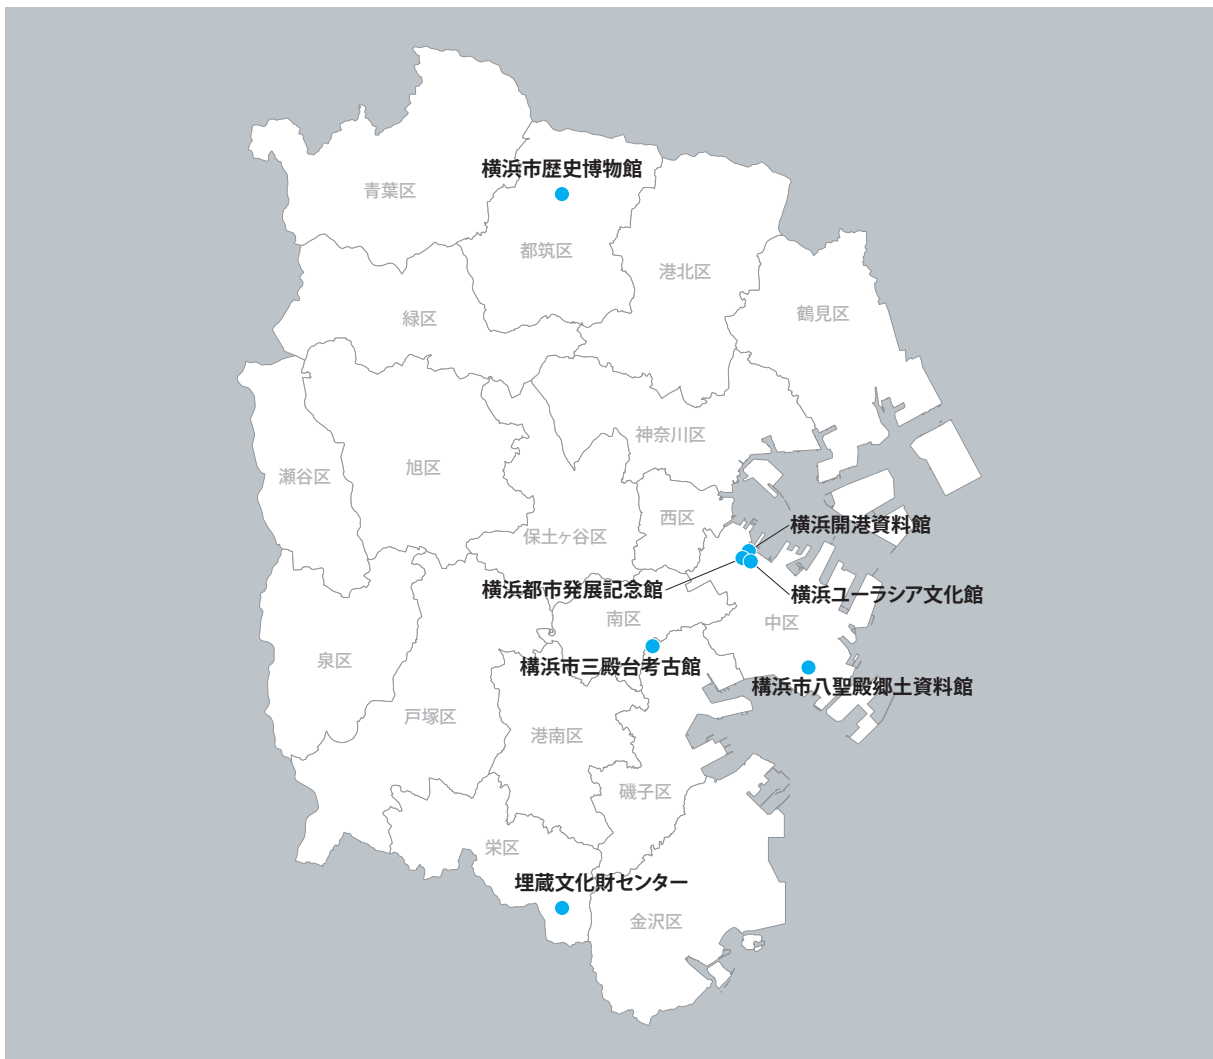 横浜市歴史博物館
青葉区
都筑区
港北区
鶴見区
緑区
神奈川区
旭区
瀬谷区
西区
横浜開港資料館
保土ヶ谷区
横浜都市発展記念館
横浜ユーラシア文化館
南区
中区
泉区
横浜市三殿台考古館
横浜市八聖殿郷土資料館
戸塚区
港南区
磯子区
栄区
埋蔵文化財センター
金沢区